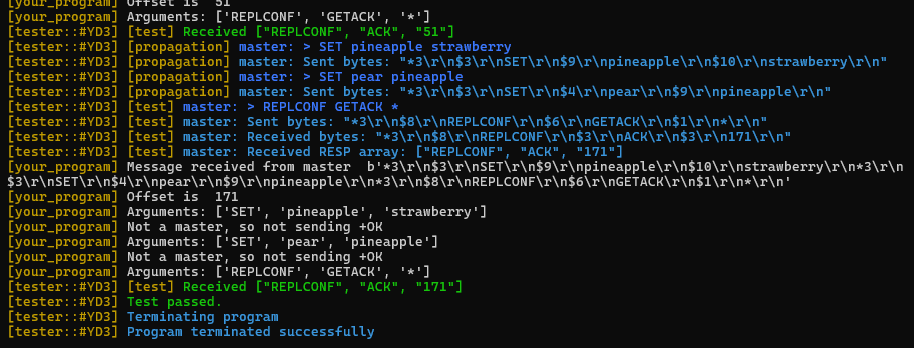 [your_program] Offset is  51
[your_program] Arguments: ['REPLCONF', 'GETACK', '*']
[tester::#YD3] [test] Received ["REPLCONF", "ACK", "51"]
[tester::#YD3] [propagation] master: > SET pineapple strawberry
[tester::#YD3] [propagation] master: Sent bytes: "*3\r\n$3\r\nSET\r\n$9\r\npineapple\r\n$10\r\nstrawberry\r\n"
[tester::#YD3] [propagation] master: > SET pear pineapple
[tester::#YD3] [propagation] master: Sent bytes: "*3\r\n$3\r\nSET\r\n$4\r\npear\r\n$9\r\npineapple\r\n"
[tester::#YD3] [test] master: > REPLCONF GETACK *
[tester::#YD3] [test] master: Sent bytes: "*3\r\n$8\r\nREPLCONF\r\n$6\r\nGETACK\r\n$1\r\n*\r\n"
[tester::#YD3] [test] master: Received bytes: "*3\r\n$8\r\nREPLCONF\r\n$3\r\nACK\r\n$3\r\n171\r\n"
[tester::#YD3] [test] master: Received RESP array: ["REPLCONF", "ACK", "171"]
[your_program] Message received from master  b'*3\r\n$3\r\nSET\r\n$9\r\npineapple\r\n$10\r\nstrawberry\r\n*3\r\n
$3\r\nSET\r\n$4\r\npear\r\n$9\r\npineapple\r\n*3\r\n$8\r\nREPLCONF\r\n$6\r\nGETACK\r\n$1\r\n*\r\n'
[your_program] Offset is  171
[your_program] Arguments: ['SET', 'pineapple', 'strawberry']
[your_program] Not a master, so not sending +OK
[your_program] Arguments: ['SET', 'pear', 'pineapple']
[your_program] Not a master, so not sending +OK
[your_program] Arguments: ['REPLCONF', 'GETACK', '*']
[tester::#YD3] [test] Received ["REPLCONF", "ACK", "171"]
[tester::#YD3] Test passed.
[tester::#YD3] Terminating program
[tester::#YD3] Program terminated successfully